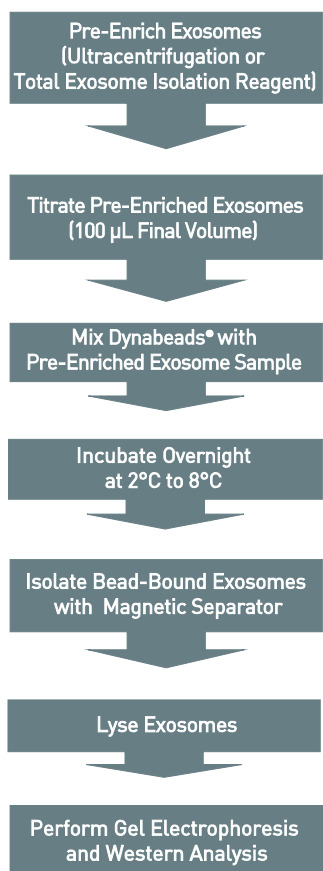 Pre-Enrich Exosomes
(Ultracentrifugation or
Total Exosome Isolation Reagent)
Titrate Pre-Enriched Exosomes
(100 µL Final Volume)
Mix Dynabeads® with
Pre-Enriched Exosome Sample
Incubate Overnight
at 2°C to 8°C
Isolate Bead-Bound Exosomes
with Magnetic Separator
Lyse Exosomes
Perform Gel Electrophoresis
and Western Analysis